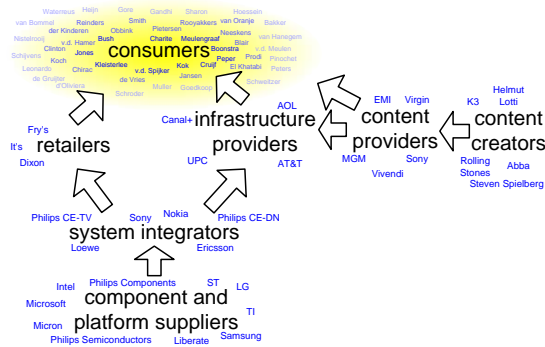 Waterreus Heijn Gore Gandhi Sharon Hoessein
van Bommel Reinders Smith Rooyakkers van Oranje Bakker
der Kinderen Obbink Pietersen Neeskens van Hanegem
Nistelrooij v.d. Hamer Bush Charite Meulengraaf Blair
Clinton consumers Boonstra v.d. Meulen
Schijvens Jones Peper Prodi Pinochet
Koch Kleisterlee v.d. Spijker Kok Cruijf El Khatabi Peters
Leonardo Chirac de Vries Jansen Schweitzer
de Gruijter Muller Goedkoop
d'Oliviera Schroder
Fry's
It's retailers
Dixon
AOL
Canal+ infrastructure
providers
UPC AT&T
EMI Virgin
content
providers
MGM Sony
Vivendi
Helmut
K3 Lotti
content
creators
Rolling
Stones Abba
Steven Spielberg
Philips CE-TV Sony Nokia Philips CE-DN
system integrators
Loewe Ericsson
Intel Philips Components ST LG
Microsoft component and
TI
Micron platform suppliers
Philips Semiconductors Liberate Samsung